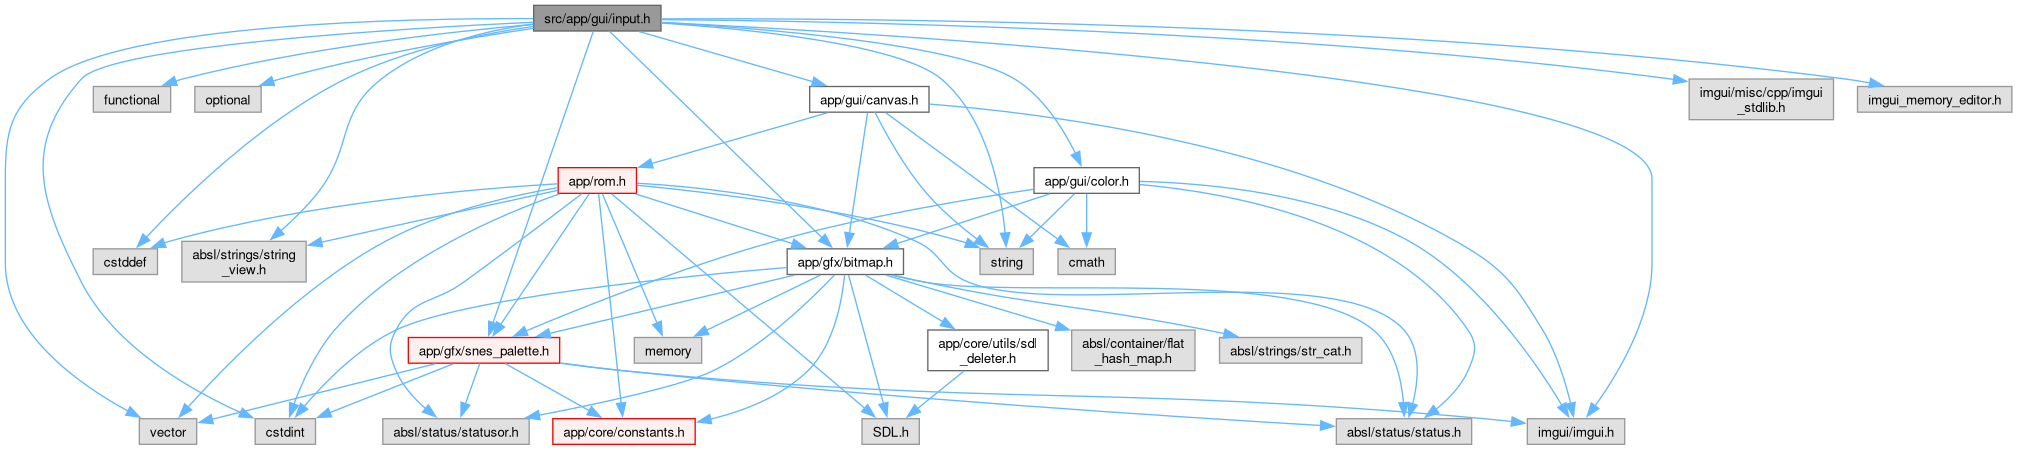 src/app/gui/input.h
functional
optional
app/gui/canvas.h
imgui/misc/cpp/imgui
_stdlib.h
imgui_memory_editor.h
app/rom.h
app/gui/color.h
cstddef
absl/strings/string
_view.h
app/gfx/bitmap.h
string
cmath
app/gfx/snes_palette.h
memory
app/core/utils/sdl
_deleter.h
absl/container/flat
_hash_map.h
absl/strings/str_cat.h
vector
cstdint
absl/status/statusor.h
app/core/constants.h
SDL.h
absl/status/status.h
imgui/imgui.h